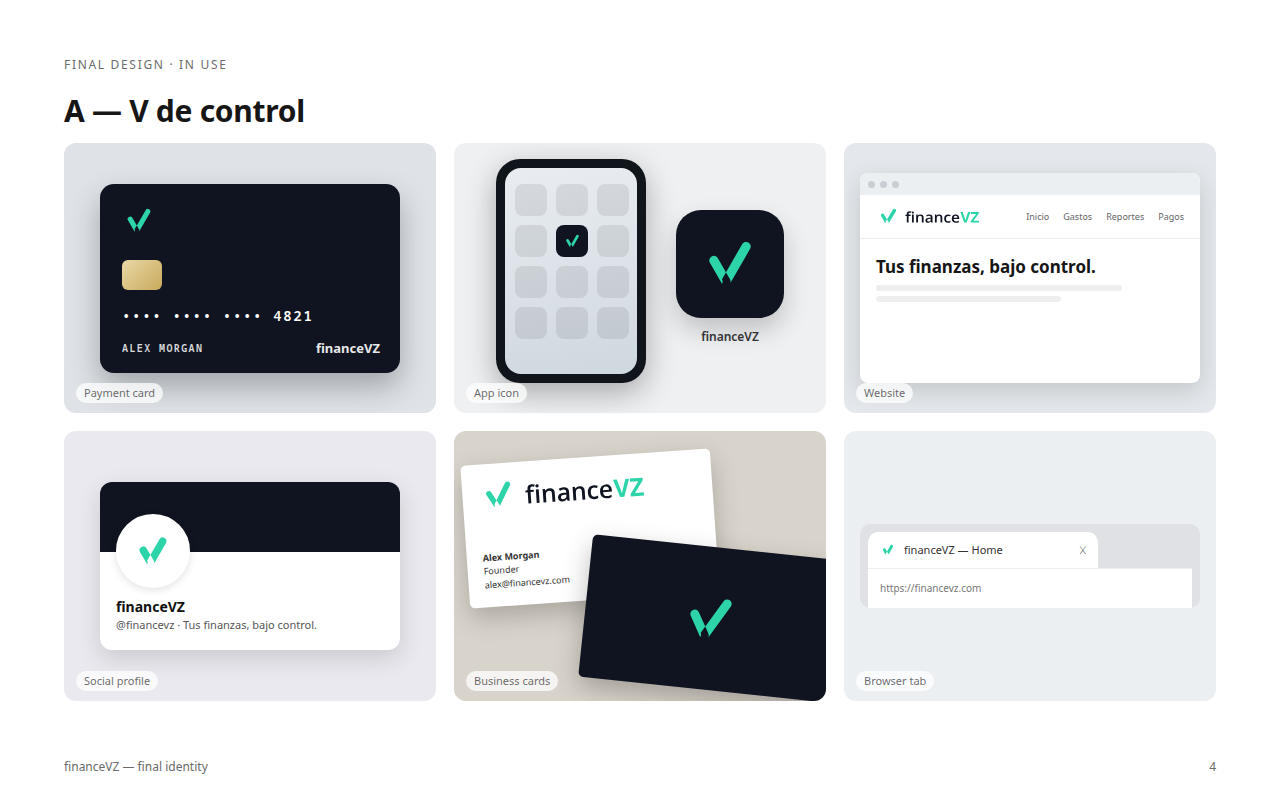 FINAL DESIGN · IN USE
A — V de control
•••• •••• •••• 4821
ALEX MORGAN
financeVZ
Payment card
financeVZ
App icon
financeVZ
Inicio Gastos Reportes Pagos
Tus finanzas, bajo control.
Website
financeVZ
@financevz · Tus finanzas, bajo control.
Social profile
financeVZ
Alex Morgan
Founder
alex@financevz.com
Business cards
financeVZ — Home X
https://financevz.com
Browser tab
financeVZ — final identity
4